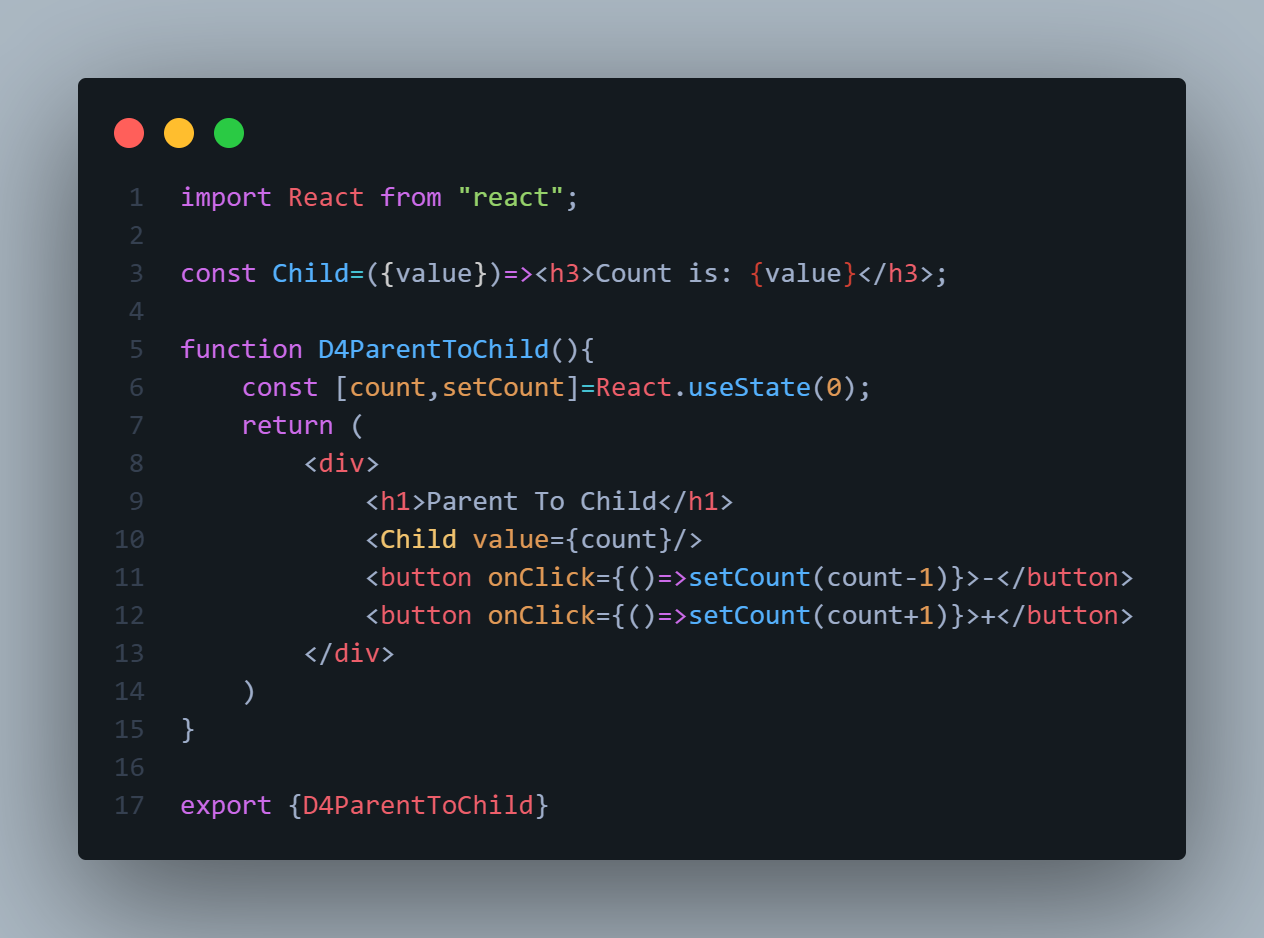 1 import React from "react";
2
3 const Child=({value})=><h3>Count is: {value}</h3>;
4
5 function D4ParentToChild(){
6     const [count,setCount]=React.useState(0);
7     return (
8         <div>
9             <h1>Parent To Child</h1>
10             <Child value={count}/>
11             <button onClick={()=>setCount(count-1)}>-</button>
12             <button onClick={()=>setCount(count+1)}>+</button>
13         </div>
14     )
15 }
16
17 export {D4ParentToChild}